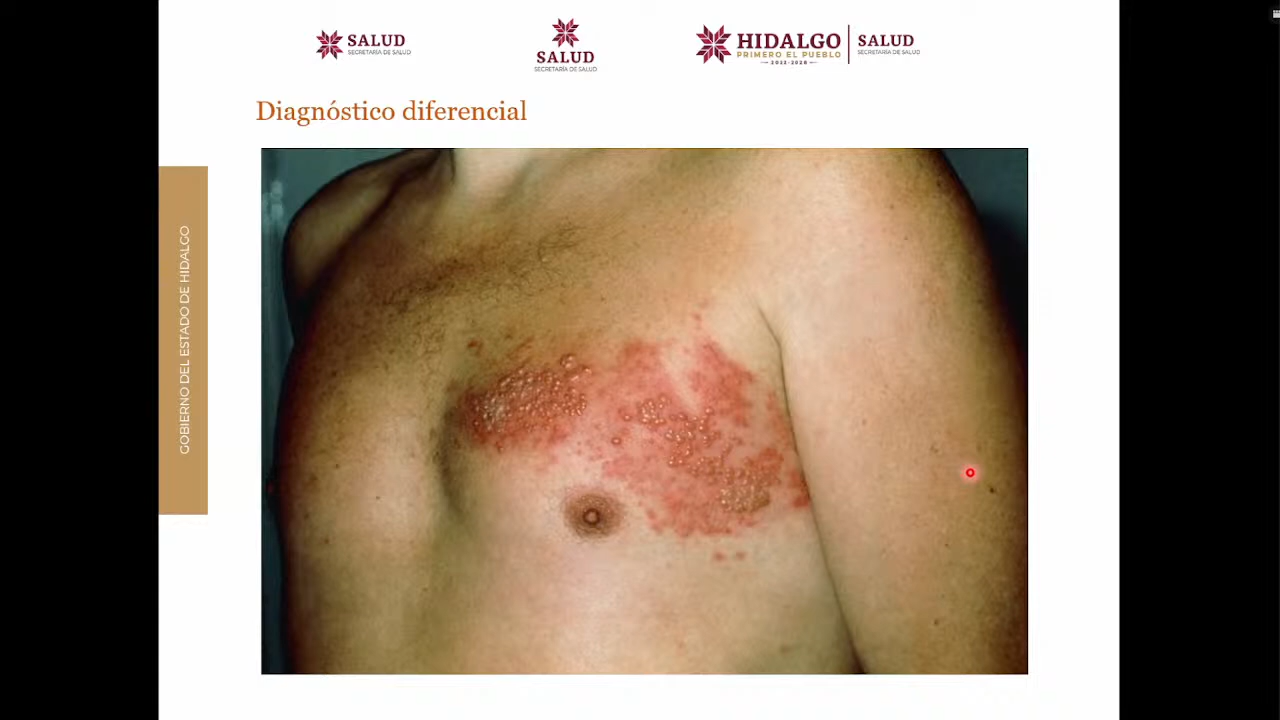 SALUD
SECRETARÍA DE SALUD
SALUD
SECRETARÍA DE SALUD
HIDALGO
PRIMERO EL PUEBLO
2022-2028
SALUD
SECRETARÍA DE SALUD
Diagnóstico diferencial
GOBIERNO DEL ESTADO DE HIDALGO